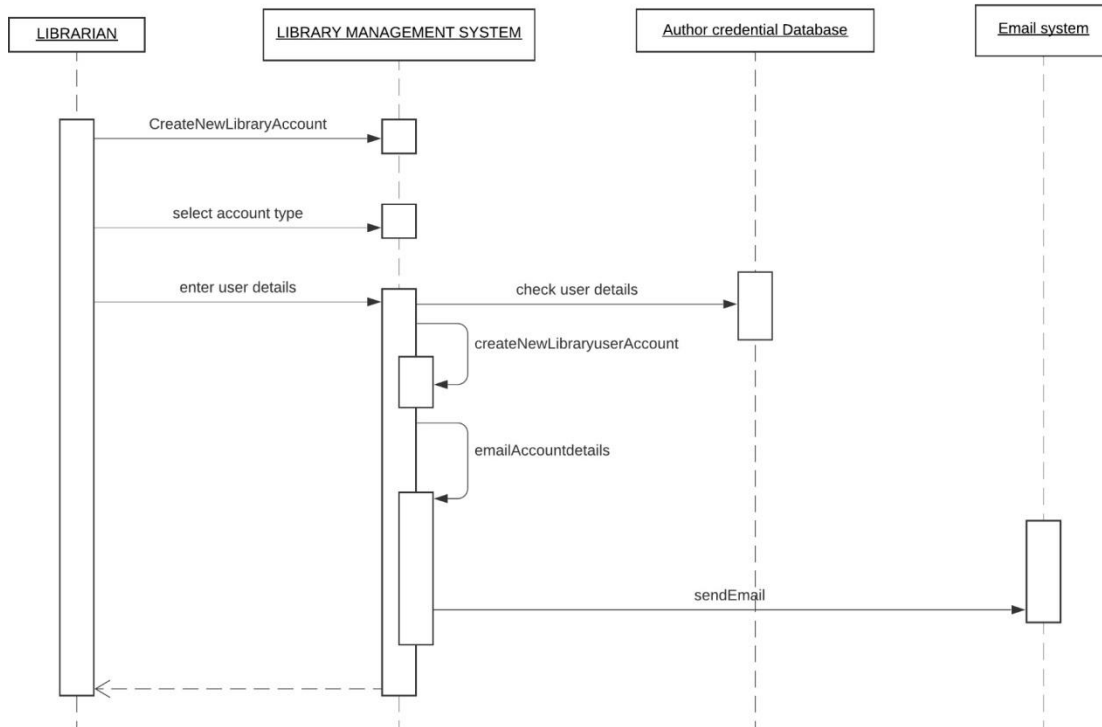 LIBRARIAN
LIBRARY MANAGEMENT SYSTEM
Author credential Database
Email system
CreateNewLibraryAccount
select account type
enter user details
check user details
createNewLibraryuserAccount
emailAccountdetails
sendEmail